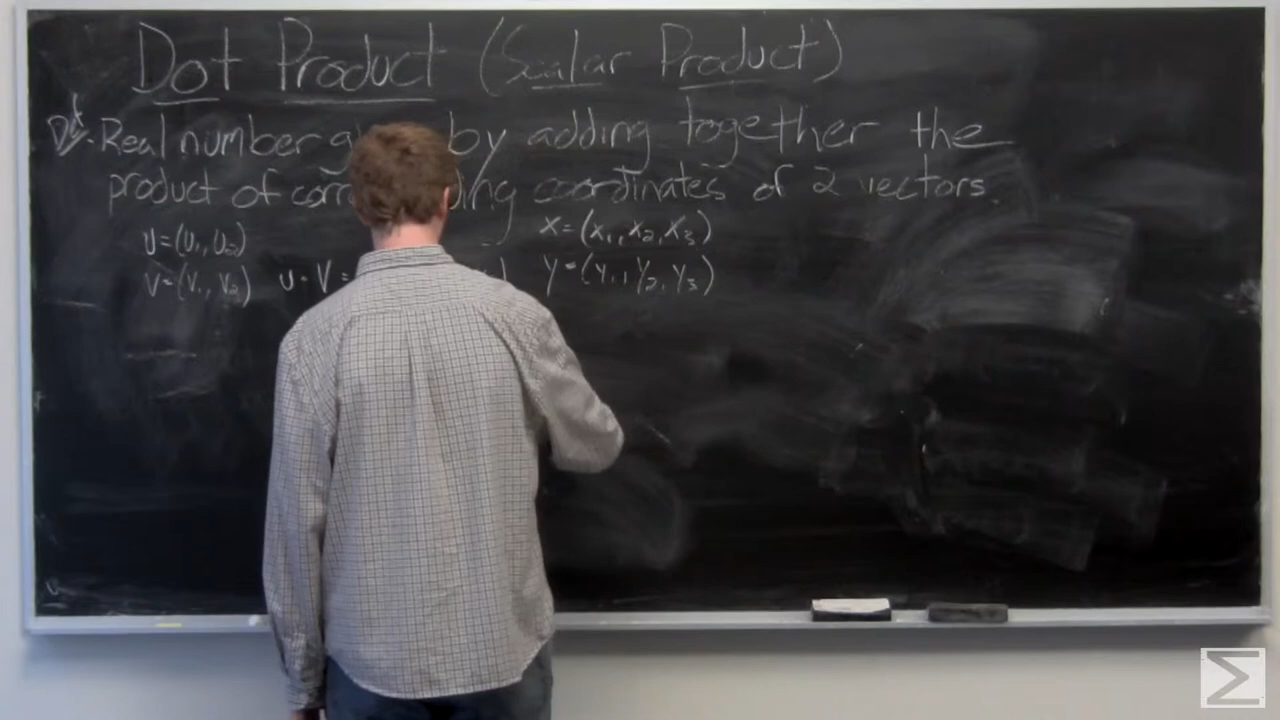 Dot Product (Scalar Product)
Def. Real number by adding together the
product of coordinates of 2 vectors.
U=(U₁, U₂)
V=(V₁, V₂) U · V =
X=(X₁, X₂, X₃)
Y=(Y₁, Y₂, Y₃)
Σ